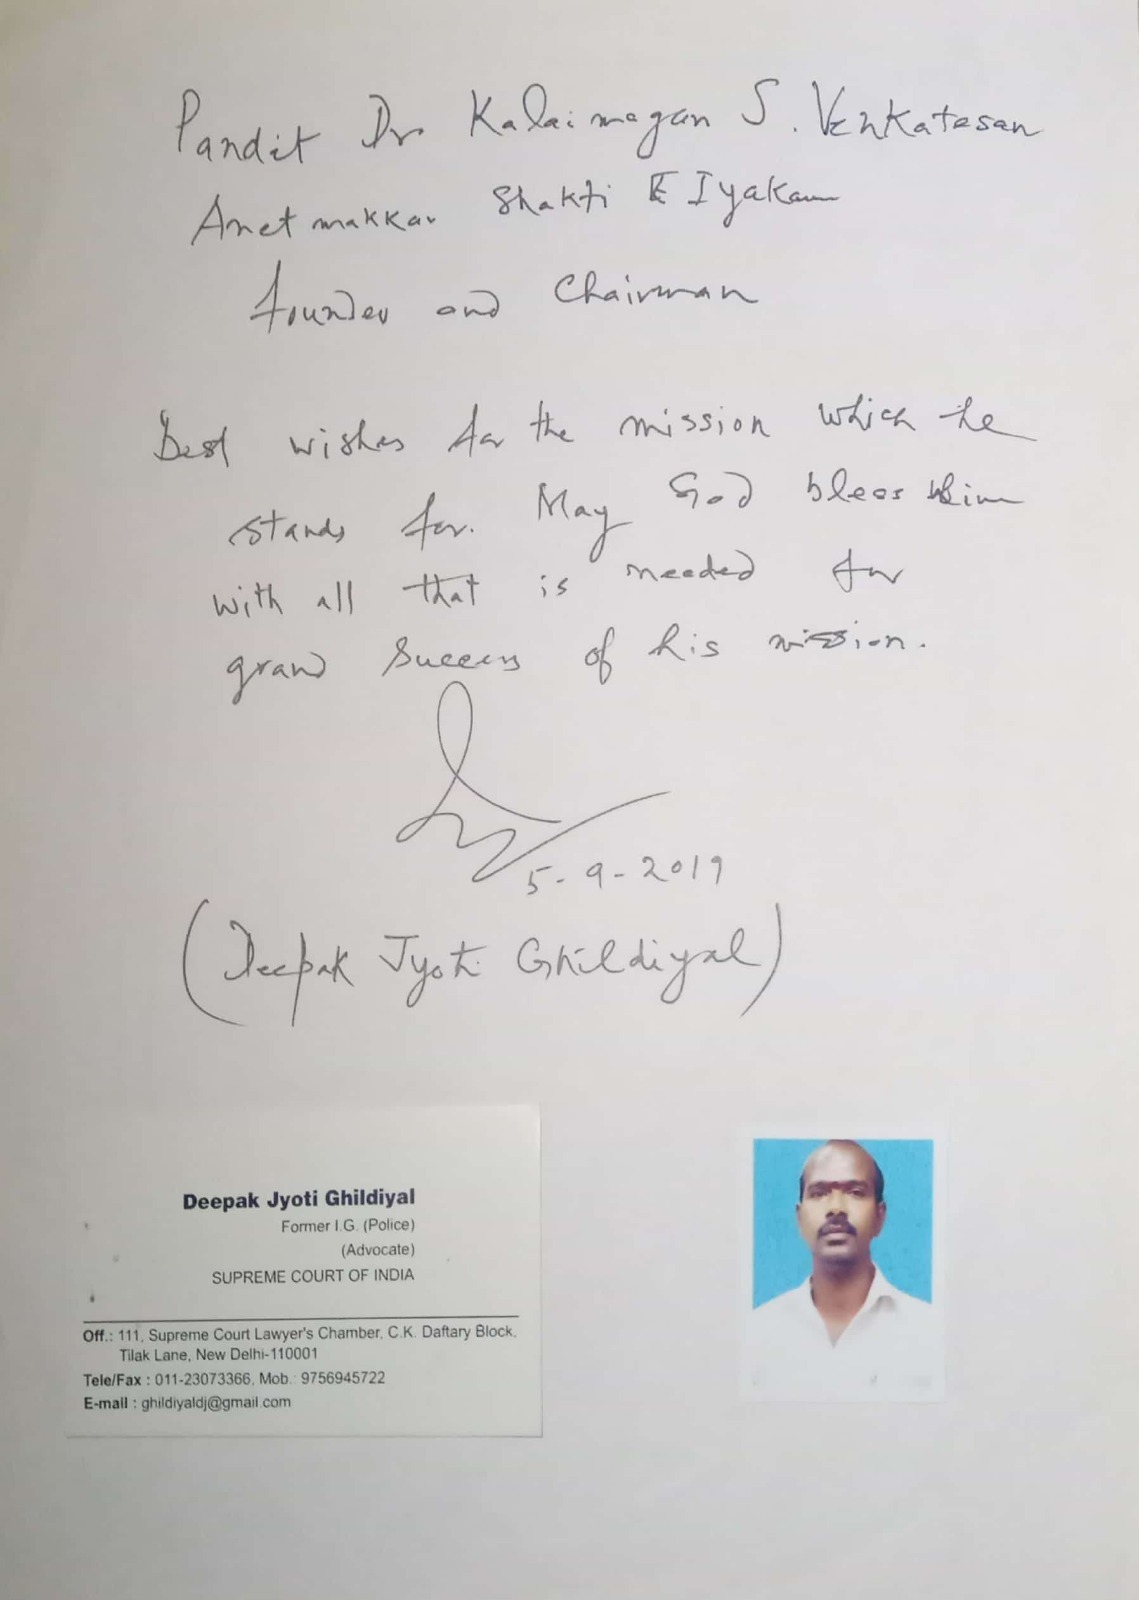 Pandit Dr Kalaimagan S. Venkatesan
Anetmakkar Shakti E Iyakam
founder and Chairman
Best wishes for the mission which he
stands for. May God bless him
with all that is needed for
grand success of his mission.
5-9-2019
(Deepak Jyoti Ghildiyal)
Deepak Jyoti Ghildiyal
Former I.G. (Police)
(Advocate)
SUPREME COURT OF INDIA
Off.: 111, Supreme Court Lawyer's Chamber, C.K. Daftary Block,
Tilak Lane, New Delhi-110001
Tele/Fax : 011-23073366, Mob.: 9756945722
E-mail : ghildiyaldj@gmail.com